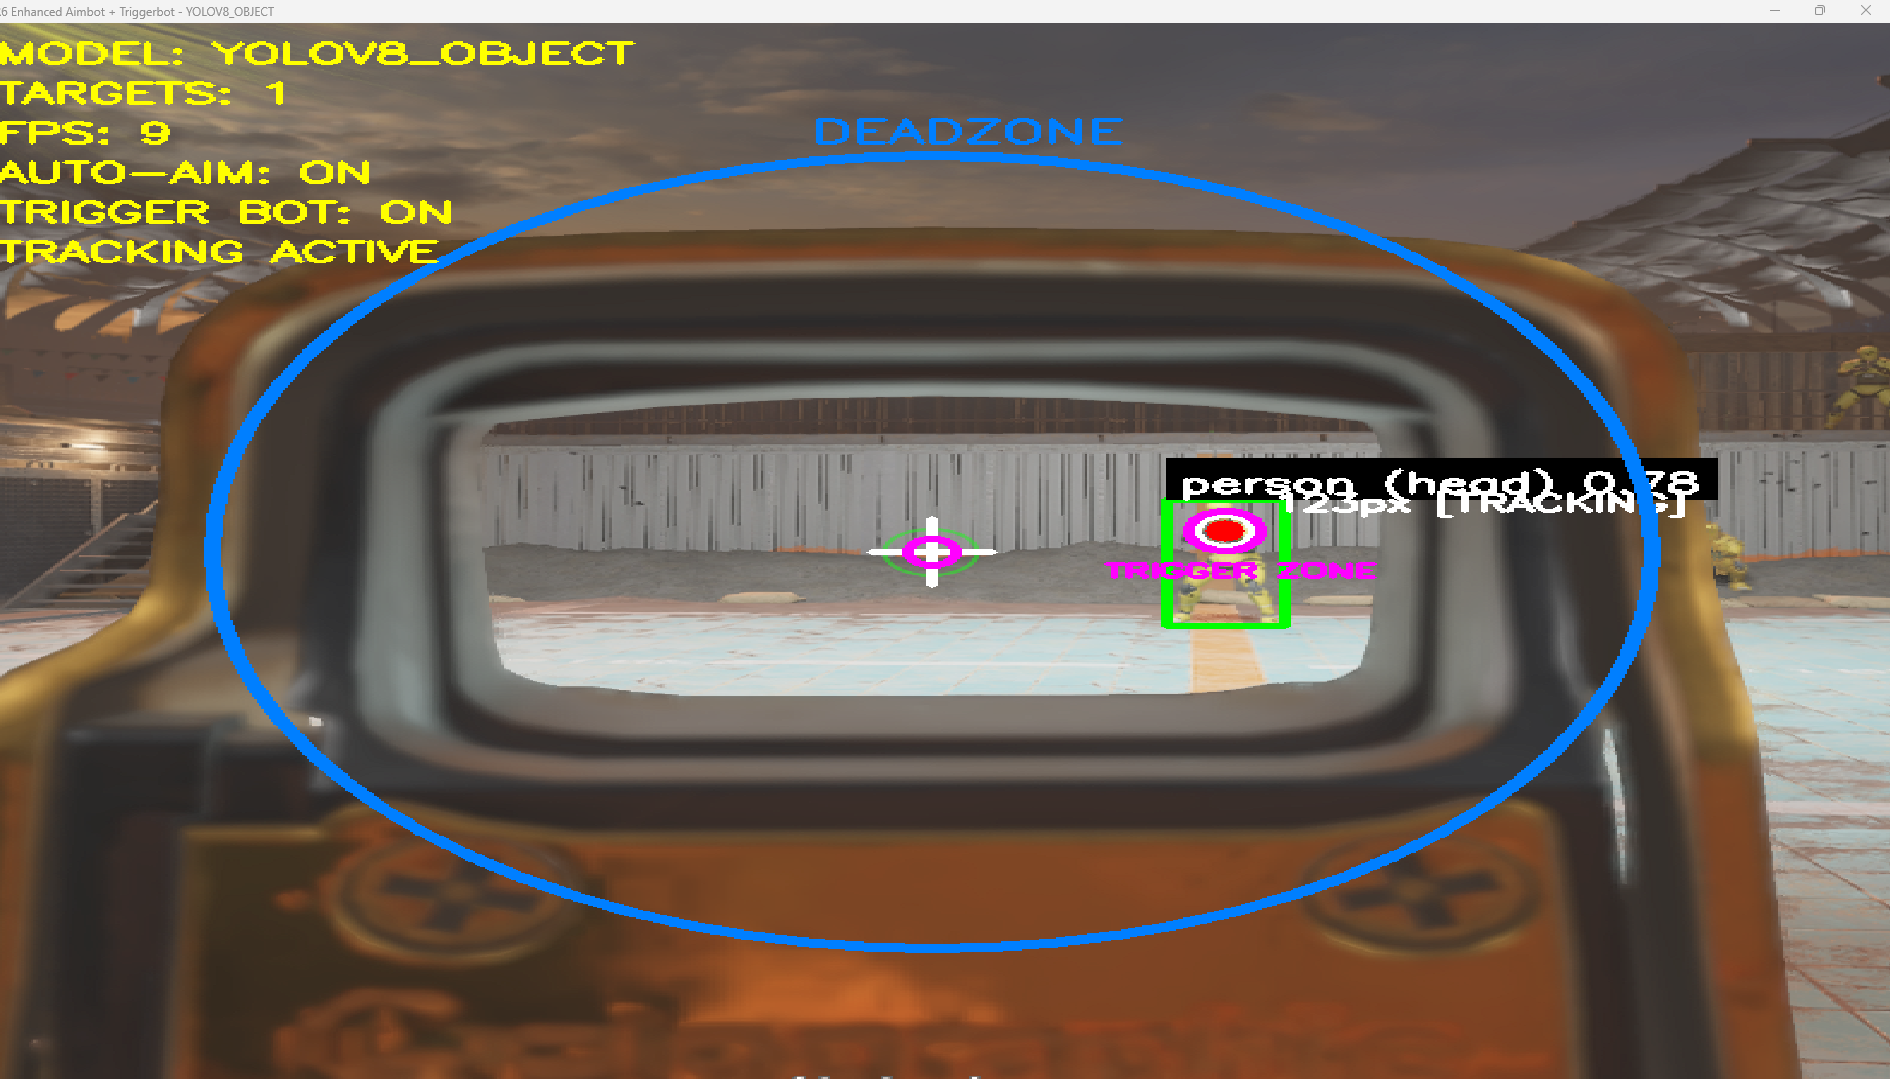 6 Enhanced Aimbot + Triggerbot - YOLOV8_OBJECT
MODEL: YOLOV8_OBJECT
TARGETS: 1
FPS: 9
AUTO-AIM: ON
TRIGGER BOT: ON
TRACKING ACTIVE
DEADZONE
person (head) 0.78
123px [TRACKING]
TRIGGER ZONE